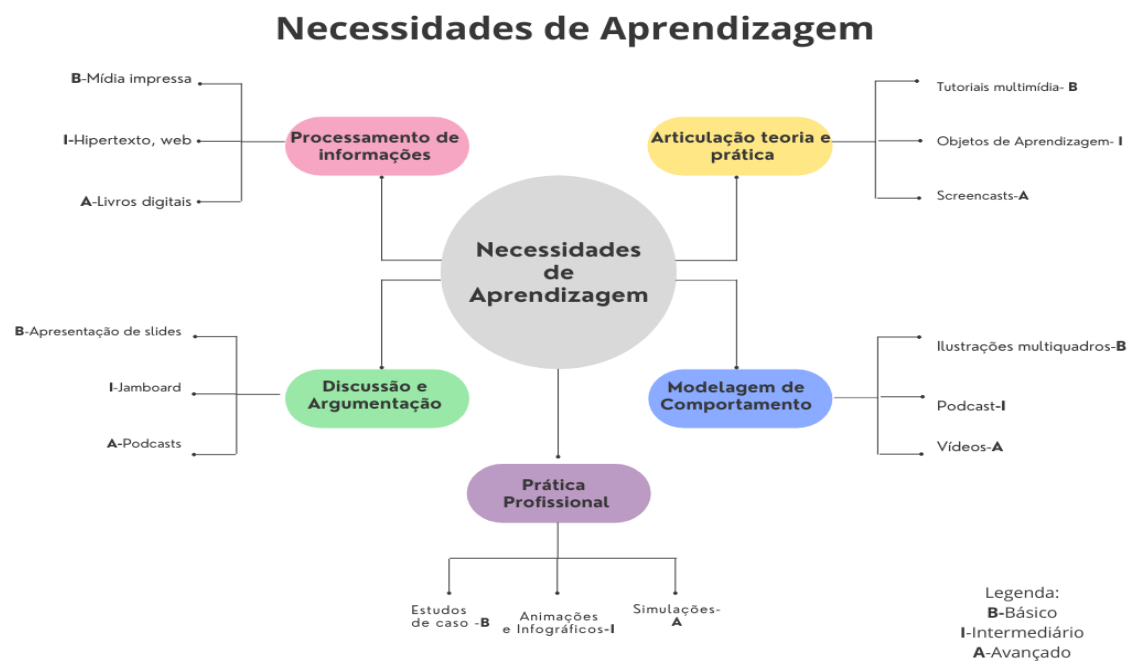 Necessidades de Aprendizagem
B-Mídia impressa
I-Hipertexto, web
A-Livros digitais
Processamento de
informações
Articulação teoria e
prática
Tutoriais multimídia- B
Objetos de Aprendizagem- I
Screencasts-A
Necessidades
de
Aprendizagem
B-Apresentação de slides
I-Jamboard
A-Podcasts
Discussão e
Argumentação
Modelagem de
Comportamento
Ilustrações multiquadros-B
Podcast-I
Vídeos-A
Prática
Profissional
Estudos
de caso -B
Animações
e Infográficos-I
Simulações-
A
Legenda:
B-Básico
I-Intermediário
A-Avançado